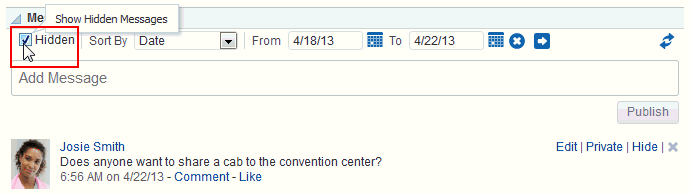 Me
Show Hidden Messages
Hidden Sort By Date From 4/18/13 To 4/22/13
Add Message
Publish
Josie Smith Edit | Private | Hide |
Does anyone want to share a cab to the convention center?
6:56 AM on 4/22/13 - Comment - Like